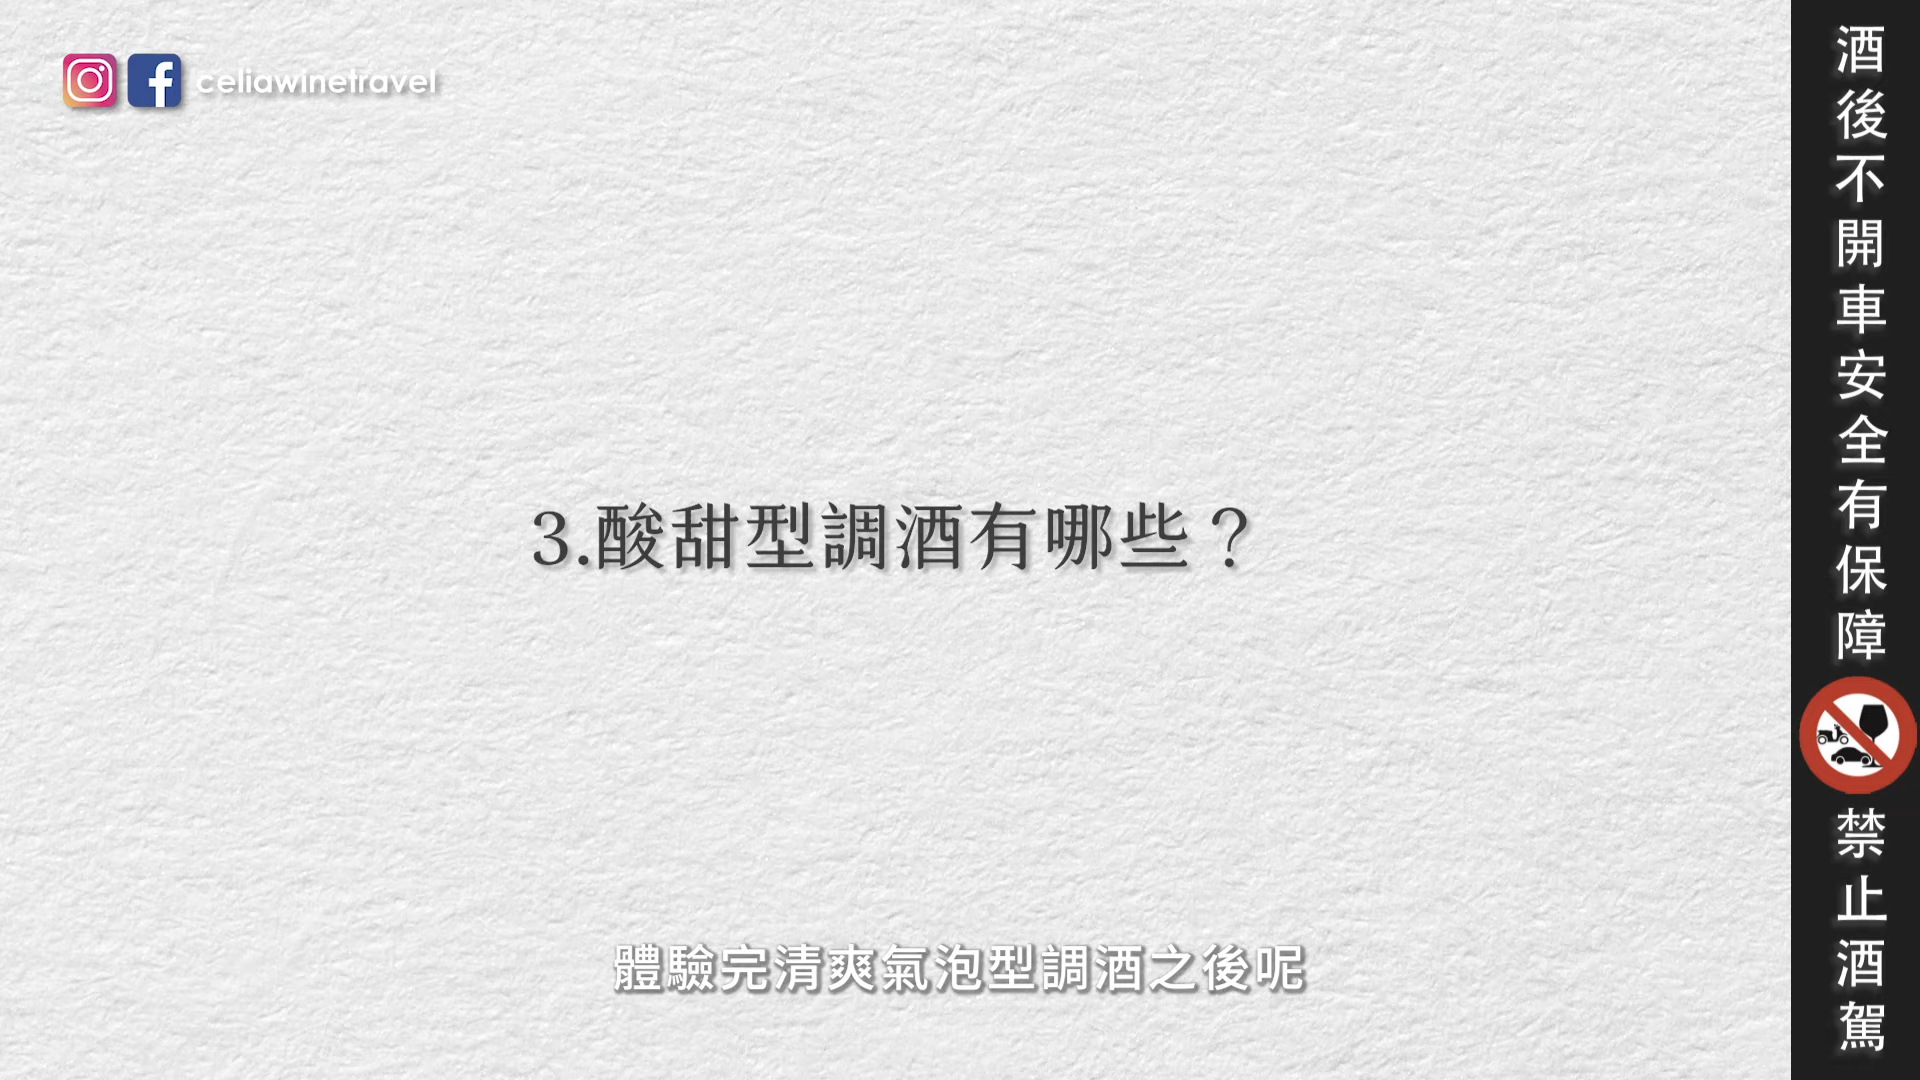 celiawinetravel
3.酸甜型調酒有哪些？
體驗完清爽氣泡型調酒之後呢
酒後不開車安全有保障
禁止酒駕